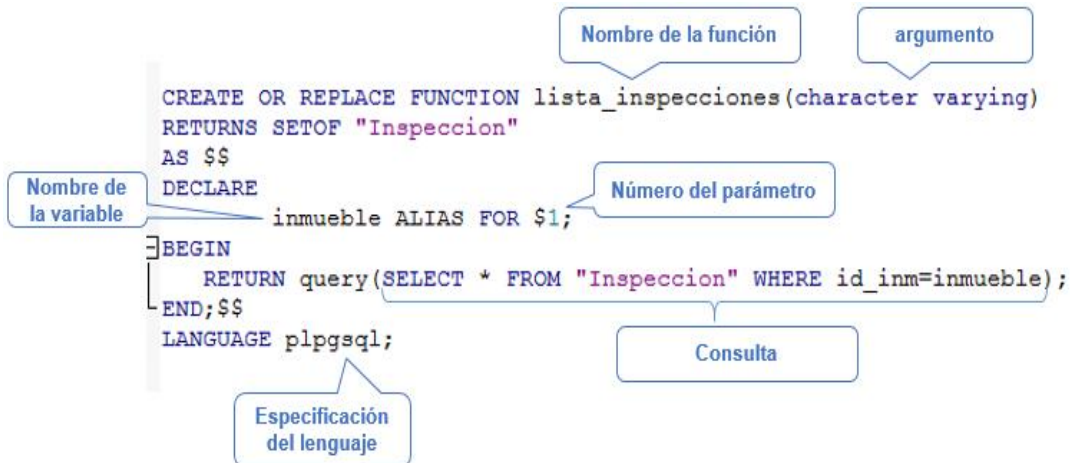 Nombre de la función
argumento
CREATE OR REPLACE FUNCTION lista_inspecciones(character varying)
RETURNS SETOF "Inspeccion"
AS $$
Nombre de
la variable
DECLARE
Número del parámetro
inmueble ALIAS FOR $1;
BEGIN
RETURN query(SELECT * FROM "Inspeccion" WHERE id_inm=inmueble);
END;$$
LANGUAGE plpgsql;
Consulta
Especificación
del lenguaje